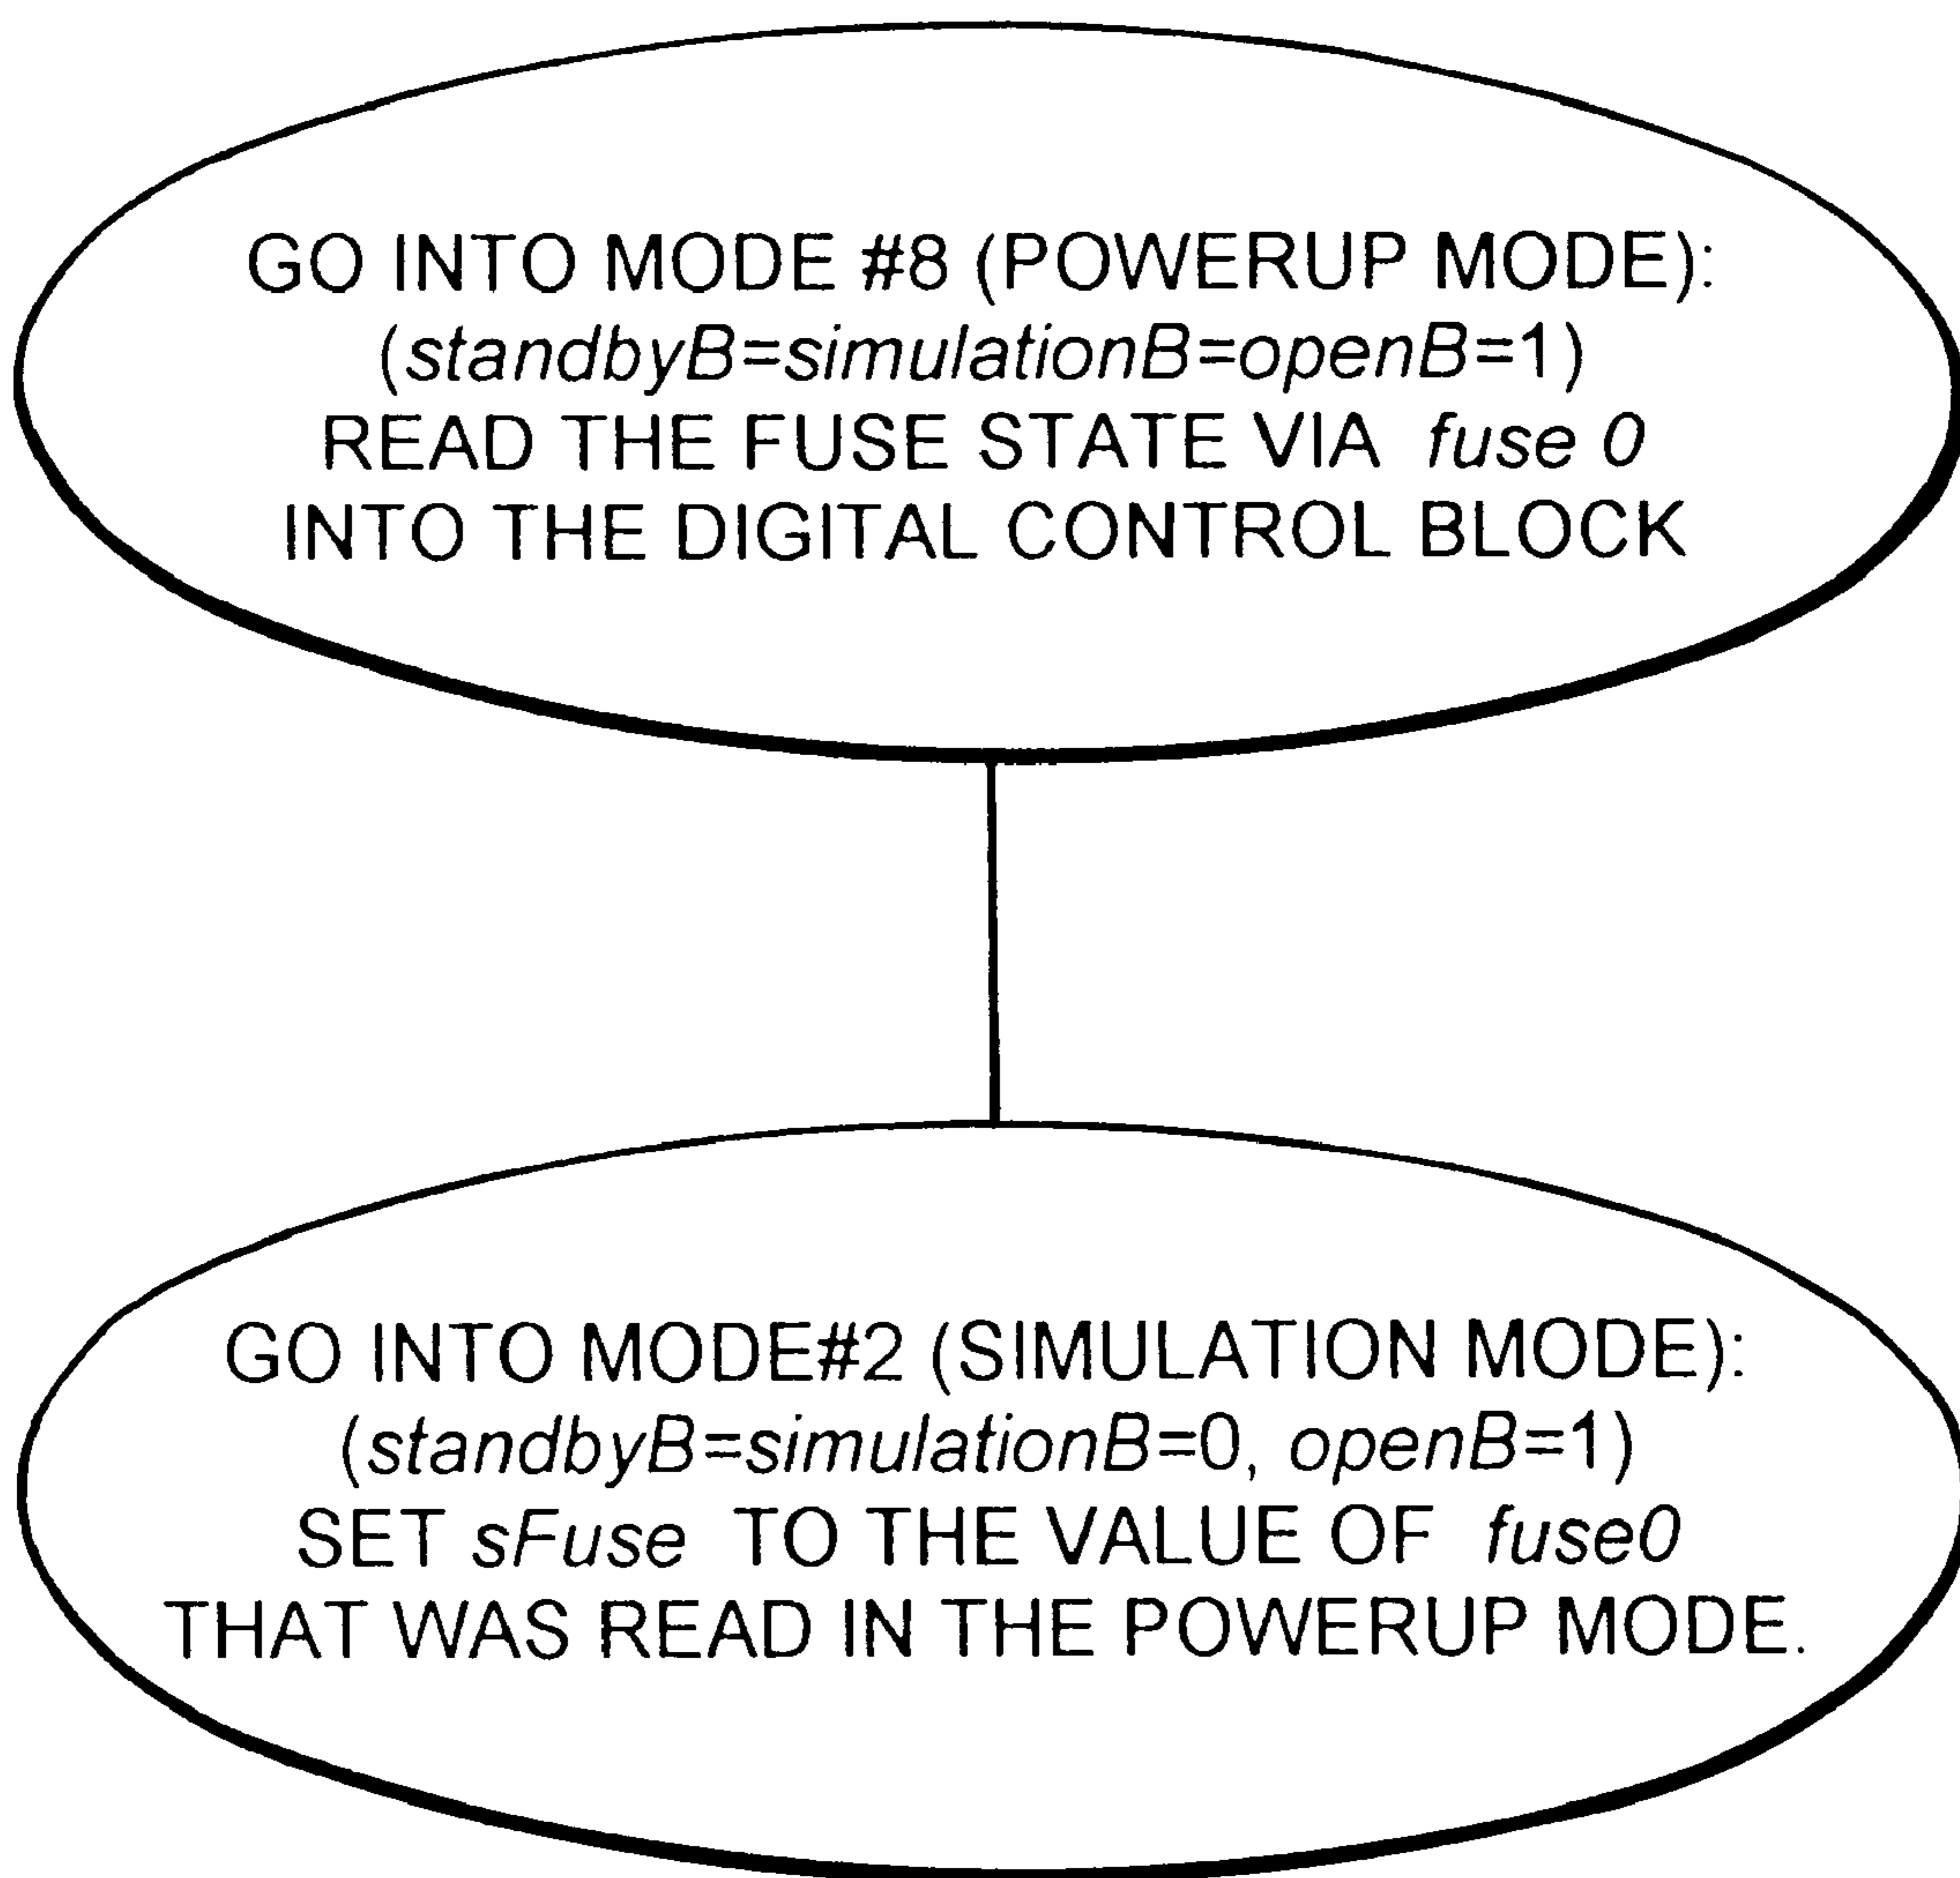 GO INTO MODE #8 (POWERUP MODE):
(standbyB=simulationB=openB=1)
READ THE FUSE STATE VIA fuse 0
INTO THE DIGITAL CONTROL BLOCK
GO INTO MODE#2 (SIMULATION MODE):
(standbyB=simulationB=0, openB=1)
SET sFuse TO THE VALUE OF fuse0
THAT WAS READ IN THE POWERUP MODE.